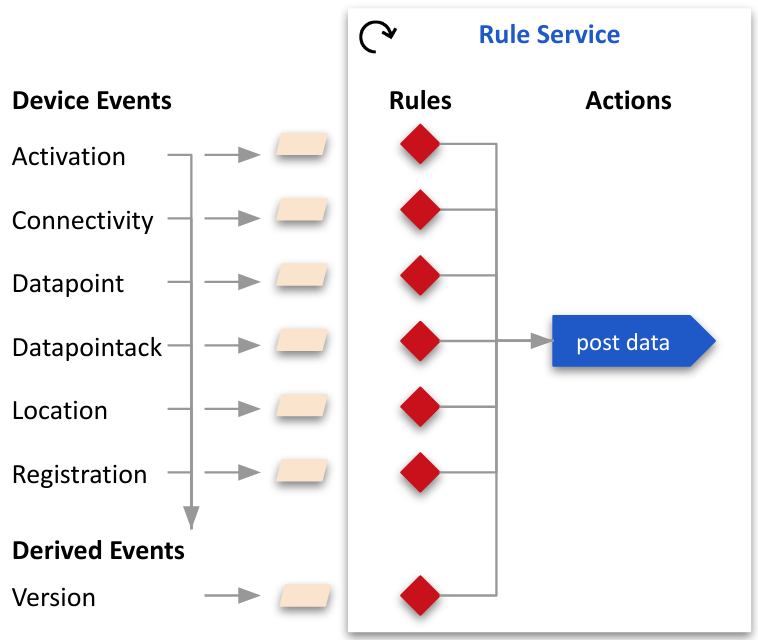 Rule Service
Device Events
Rules
Actions
Activation
Connectivity
Datapoint
Datapointack
post data
Location
Registration
Derived Events
Version